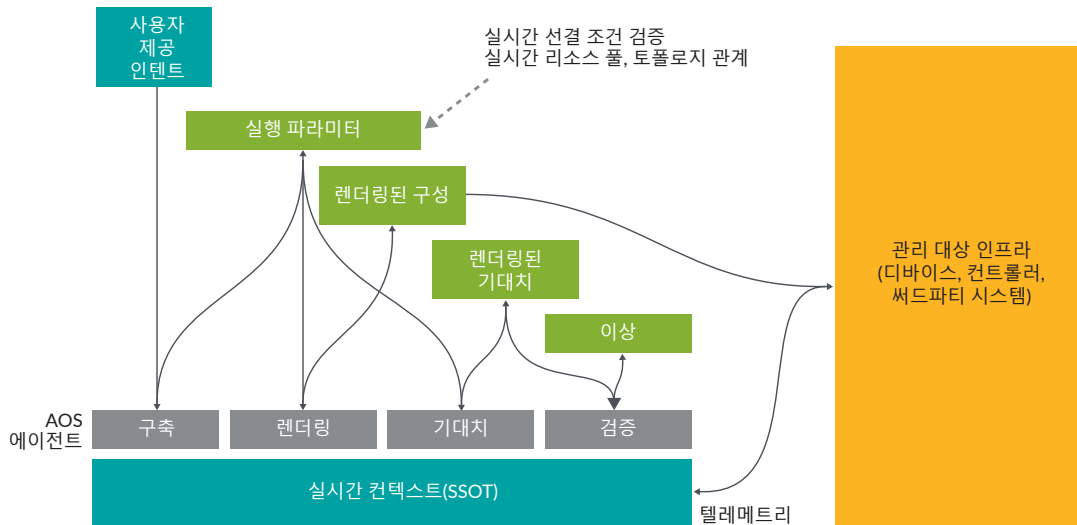 사용자
제공
인텐트
실시간 선결 조건 검증
실시간 리소스 풀, 토폴로지 관계
실행 파라미터
렌더링된 구성
렌더링된
기대치
이상
관리 대상 인프라
(디바이스, 컨트롤러,
써드파티 시스템)
AOS
에이전트
구축
렌더링
기대치
검증
실시간 컨텍스트(SSOT)
텔레메트리